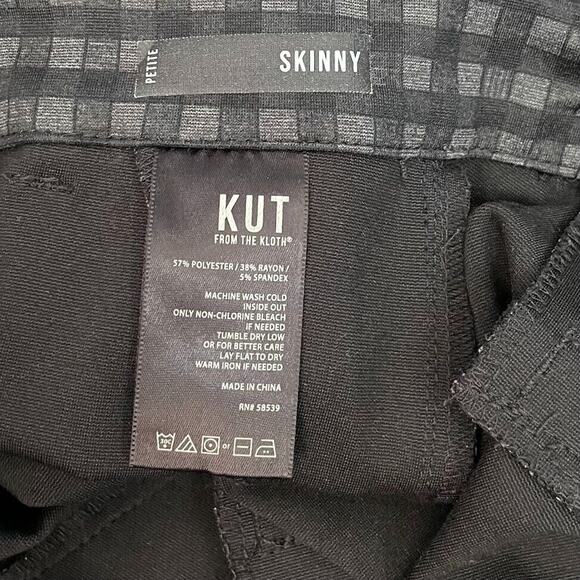 PETITE
SKINNY
KUT
FROM THE KLOTH®
57% POLYESTER / 38% RAYON /
5% SPANDEX
MACHINE WASH COLD
INSIDE OUT
ONLY NON-CHLORINE BLEACH
IF NEEDED
TUMBLE DRY LOW
OR FOR BETTER CARE
LAY FLAT TO DRY
WARM IRON IF NEEDED
MADE IN CHINA
RN# 58539
30C
or